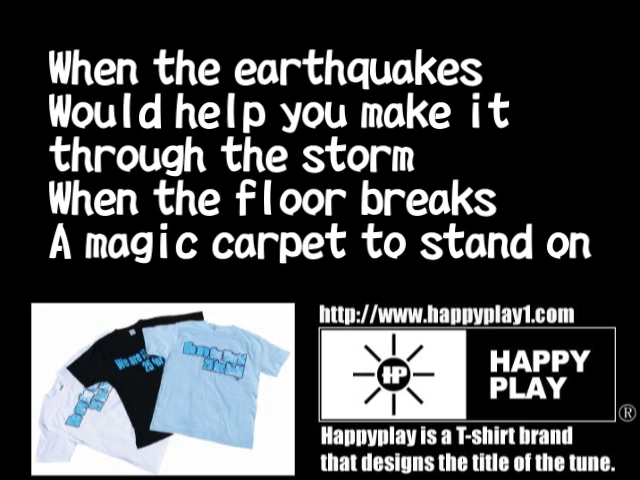 When the earthquakes
Would help you make it
through the storm
When the floor breaks
A magic carpet to stand on
http://www.happyplay1.com
HP
HAPPY
PLAY
®
Happyplay is a T-shirt brand
that designs the title of the tune.